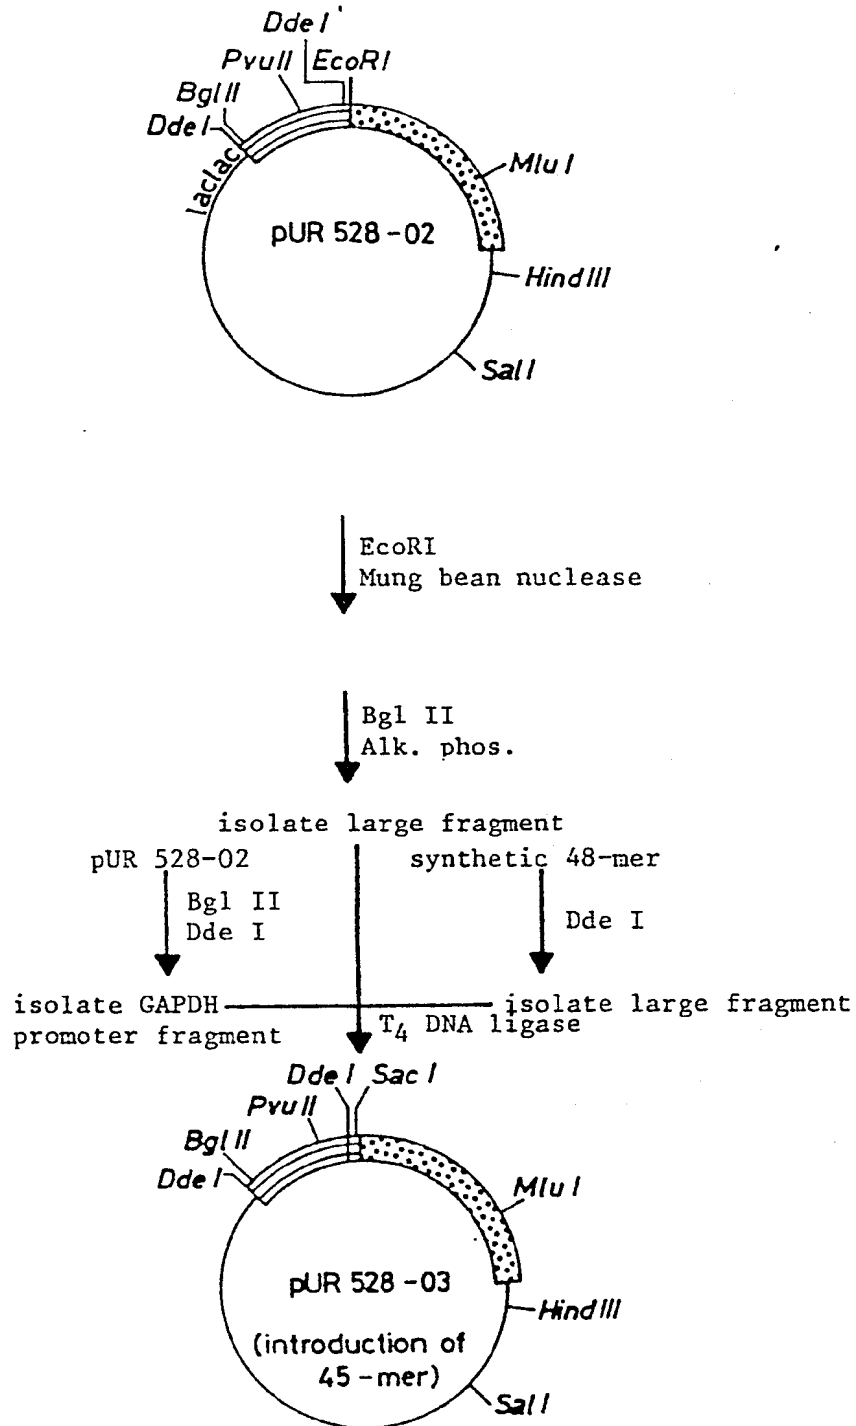 Dde I'
PvuII EcoRI
Bgl II
Dde I
laclac
Mlu I
pUR 528-02
Hind III
Sal I
EcoRI
Mung bean nuclease
Bgl II
Alk. phos.
isolate large fragment
pUR 528-02
synthetic 48-mer
Bgl II
Dde I
Dde I
isolate GAPDH
promoter fragment
isolate large fragment
T4 DNA ligase
Dde I Sac I
Pvu II
Bgl II
Dde I
Mlu I
pUR 528-03
Hind III
(introduction of
45-mer)
Sal I